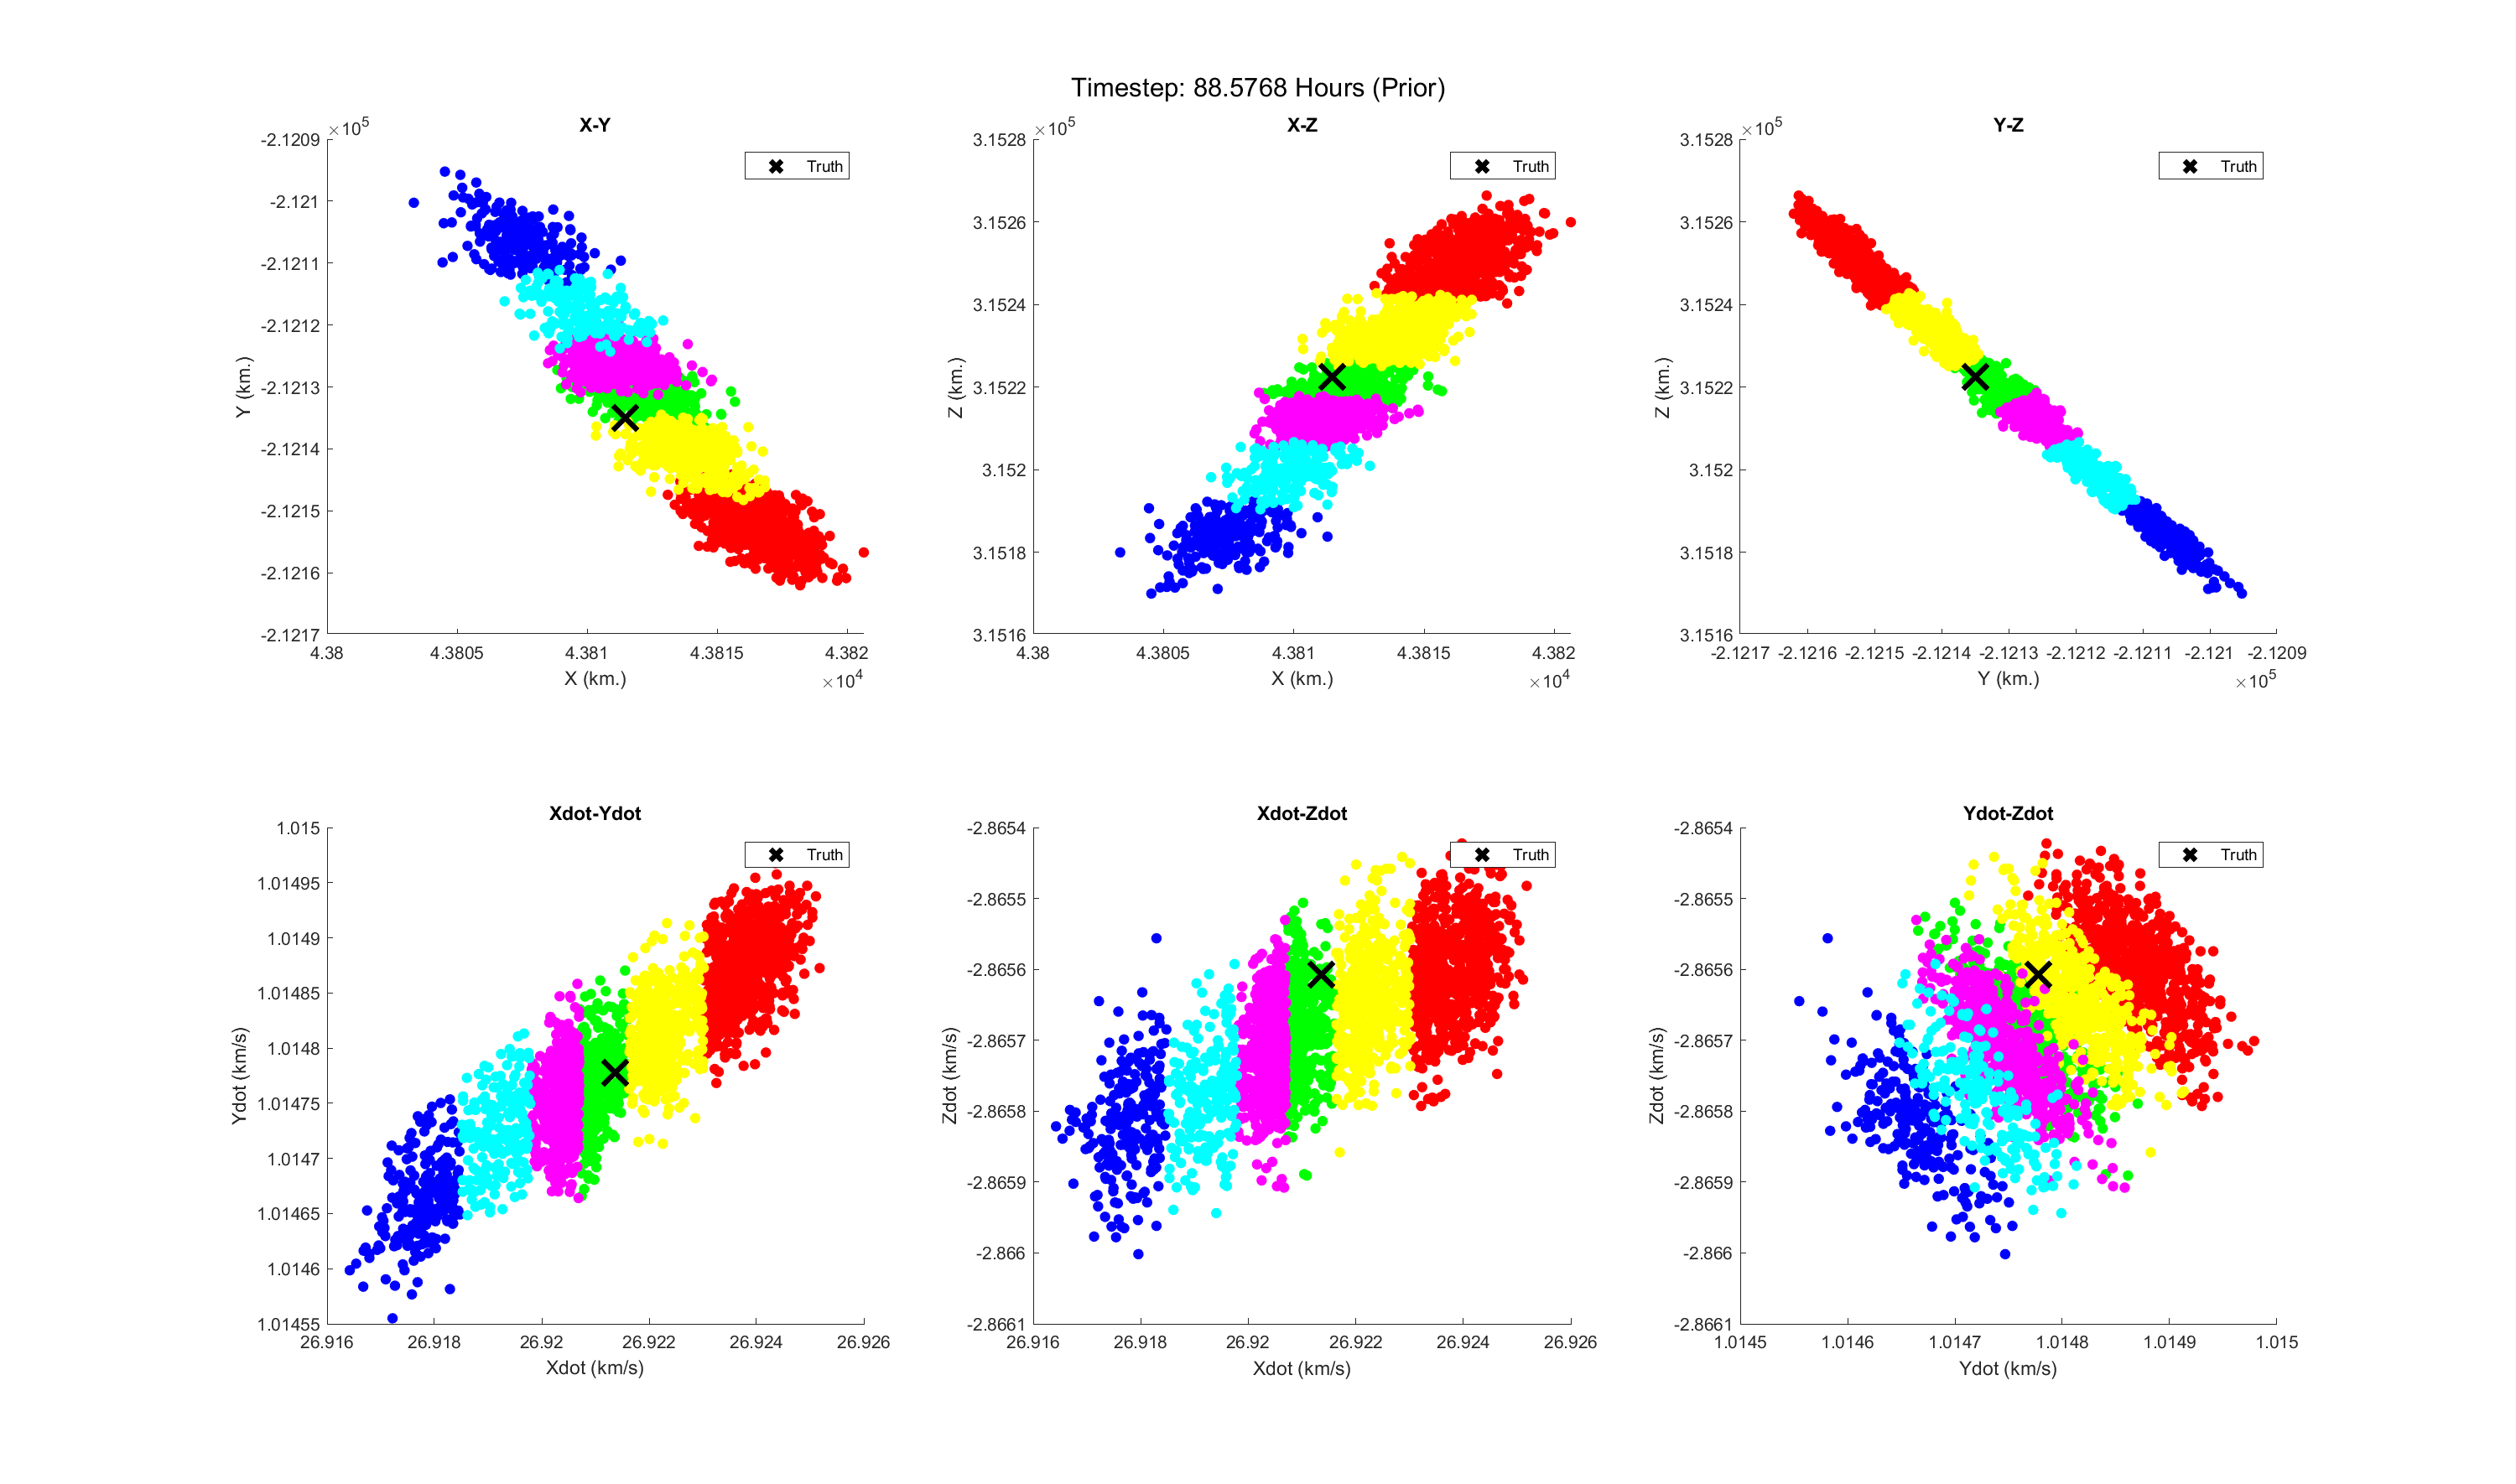 Timestep: 88.5768 Hours (Prior)
X-Y
×10^5
-2.1209
-2.121
-2.1211
-2.1212
-2.1213
-2.1214
-2.1215
-2.1216
-2.1217
Y (km.)
Truth
4.38 4.3805 4.381 4.3815 4.382
X (km.)
×10^4
X-Z
×10^5
3.1528
3.1526
3.1524
3.1522
3.152
3.1518
3.1516
Z (km.)
Truth
4.38 4.3805 4.381 4.3815 4.382
X (km.)
×10^4
Y-Z
×10^5
3.1528
3.1526
3.1524
3.1522
3.152
3.1518
3.1516
Z (km.)
Truth
-2.1217 -2.1216 -2.1215 -2.1214 -2.1213 -2.1212 -2.1211 -2.121 -2.1209
Y (km.)
×10^5
Xdot-Ydot
1.015
1.01495
1.0149
1.01485
1.0148
1.01475
1.0147
1.01465
1.0146
1.01455
Ydot (km/s)
Truth
26.916 26.918 26.92 26.922 26.924 26.926
Xdot (km/s)
Xdot-Zdot
-2.8654
-2.8655
-2.8656
-2.8657
-2.8658
-2.8659
-2.866
-2.8661
Zdot (km/s)
Truth
26.916 26.918 26.92 26.922 26.924 26.926
Xdot (km/s)
Ydot-Zdot
-2.8654
-2.8655
-2.8656
-2.8657
-2.8658
-2.8659
-2.866
-2.8661
Zdot (km/s)
Truth
1.0145 1.0146 1.0147 1.0148 1.0149 1.015
Ydot (km/s)